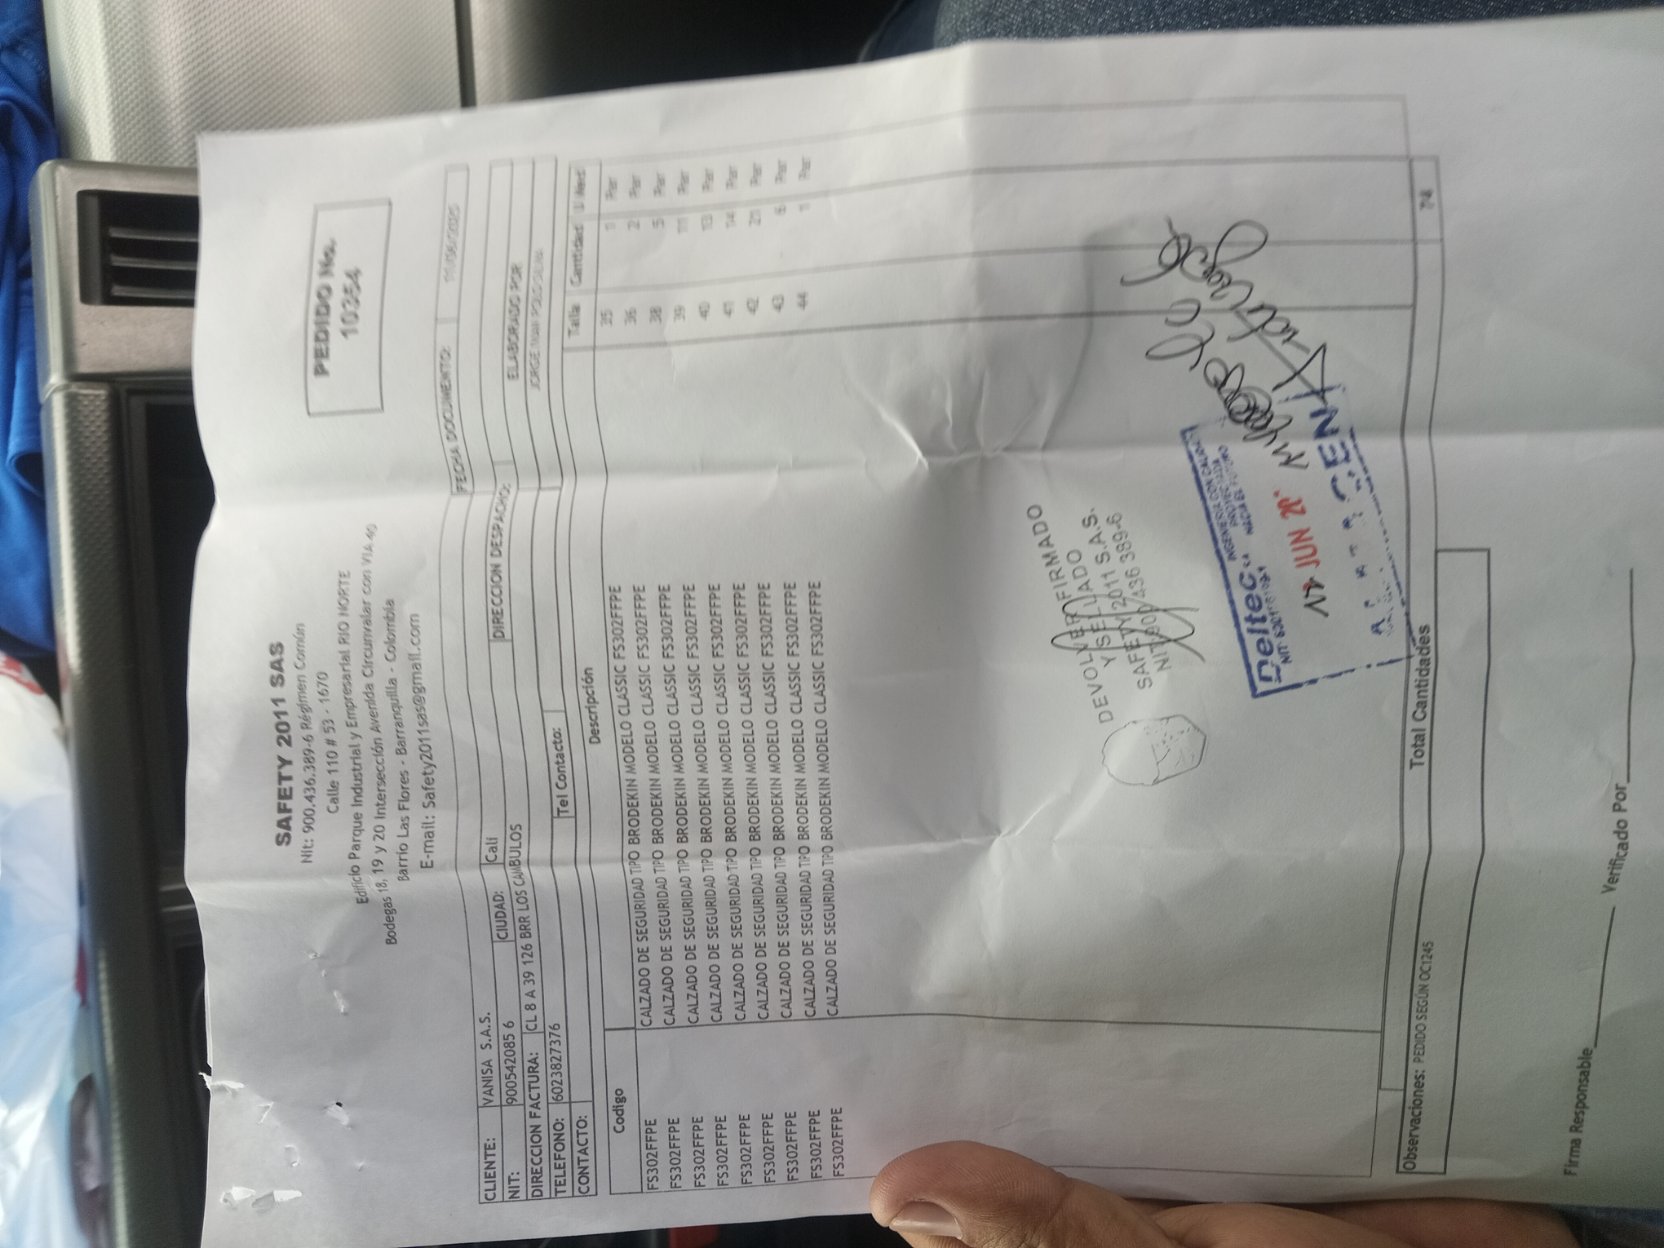 SAFETY 2011 SAS
Nit: 900.436.389-6 Régimen Común
Calle 110 # 53 - 1670
Edificio Parque Industrial y Empresarial RIO NORTE
Bodegas 18, 19 y 20 Intersección Avenida Circunvalar con VIA 40
Barrio Las Flores - Barranquilla - Colombia
E-mail: Safety2011sas@gmail.com
PEDIDO No.
10354
FECHA DOCUMENTO:
CLIENTE: VANISA S.A.S. CIUDAD: Cali DIRECCION DESPACHO:
NIT: 900542085 6
ELABORADO POR:
DIRECCION FACTURA: CL 8 A 39 126 BRR LOS CAMBULOS
TELEFONO: 6023827376 Tel Contacto:
CONTACTO:
Codigo Descripción Talla Cantidad U Med
FS302FFPE CALZADO DE SEGURIDAD TIPO BRODEKIN MODELO CLASSIC FS302FFPE 35 1 Par
FS302FFPE CALZADO DE SEGURIDAD TIPO BRODEKIN MODELO CLASSIC FS302FFPE 36 2 Par
FS302FFPE CALZADO DE SEGURIDAD TIPO BRODEKIN MODELO CLASSIC FS302FFPE 38 5 Par
FS302FFPE CALZADO DE SEGURIDAD TIPO BRODEKIN MODELO CLASSIC FS302FFPE 39 11 Par
FS302FFPE CALZADO DE SEGURIDAD TIPO BRODEKIN MODELO CLASSIC FS302FFPE 40 13 Par
FS302FFPE CALZADO DE SEGURIDAD TIPO BRODEKIN MODELO CLASSIC FS302FFPE 41 14 Par
FS302FFPE CALZADO DE SEGURIDAD TIPO BRODEKIN MODELO CLASSIC FS302FFPE 42 21 Par
FS302FFPE CALZADO DE SEGURIDAD TIPO BRODEKIN MODELO CLASSIC FS302FFPE 43 6 Par
FS302FFPE CALZADO DE SEGURIDAD TIPO BRODEKIN MODELO CLASSIC FS302FFPE 44 1 Par
DEVOLVER FIRMADO
Y SELLADO
SAFETY 2011 S.A.S.
NIT 900 436 389-6
Deltec
INGENIERIA CON CALIDAD
HACIA EL FUTURO
JUN
Total Cantidades 74
Observaciones: PEDIDO SEGÚN OC1245
Firma Responsable Verificado Por